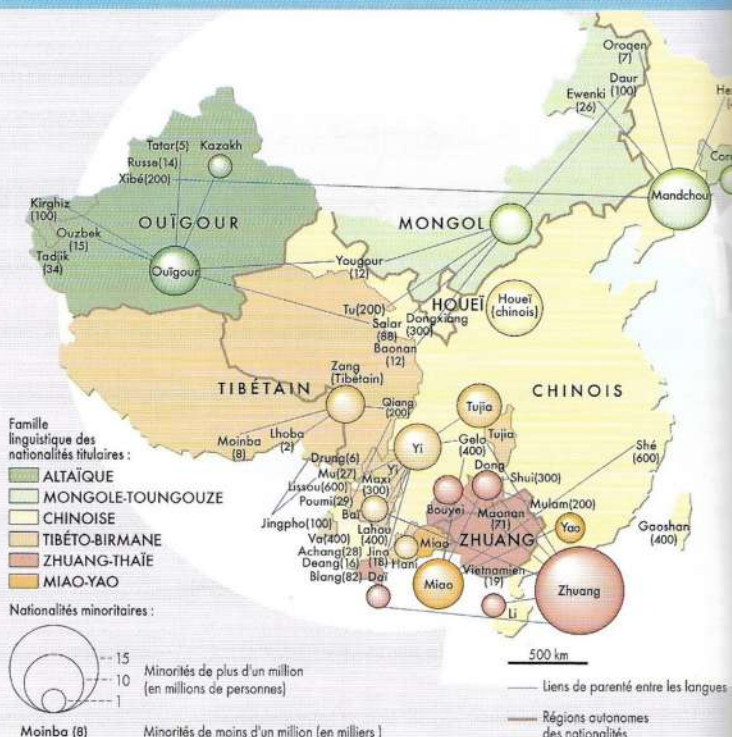 Oroqen
(7)
Daur
(100)
Ewenki
(26)
Mandchou
Tatar(5)
Kazakh
Russe(14)
Xibé(200)
Kirghiz
(100)
Ouzbek
(15)
Tadjik
(34)
OUÏGOUR
Ouïgour
MONGOL
Yougour
(12)
Tu(200)
HOUEÏ
Houeï
(chinois)
Salar
(88)
Dongxiang
(300)
Baonan
(12)
Zang
(Tibétain)
TIBÉTAIN
Qiang
(200)
CHINOIS
Tujia
Moinba
(8)
Lhoba
(2)
Yi
Gelo
(400)
Tujia
Shé
(600)
Drung(6)
Mu(27)
Yi
Maxi
(300)
Dong
Shui(300)
Lissou(600)
Poumi(29)
Bai
Bouyei
Maonan
(71)
Mulam(200)
Jingpho(100)
Lahou
(400)
ZHUANG
Yao
Gaoshan
(400)
Va(400)
Achang(28)
Jino
(18)
Hani
Miao
Deang(16)
Blang(82)
Daï
Miao
Vietnamien
(19)
Zhuang
Li
Famille
linguistique des
nationalités titulaires :
ALTAÏQUE
MONGOLE-TOUNGOUZE
CHINOISE
TIBÉTO-BIRMANE
ZHUANG-THAÏE
MIAO-YAO
Nationalités minoritaires :
15
10
1
Minorités de plus d'un million
(en millions de personnes)
Moinba (8)
Minorités de moins d'un million (en milliers)
500 km
Liens de parenté entre les langues
Régions autonomes
des nationalités